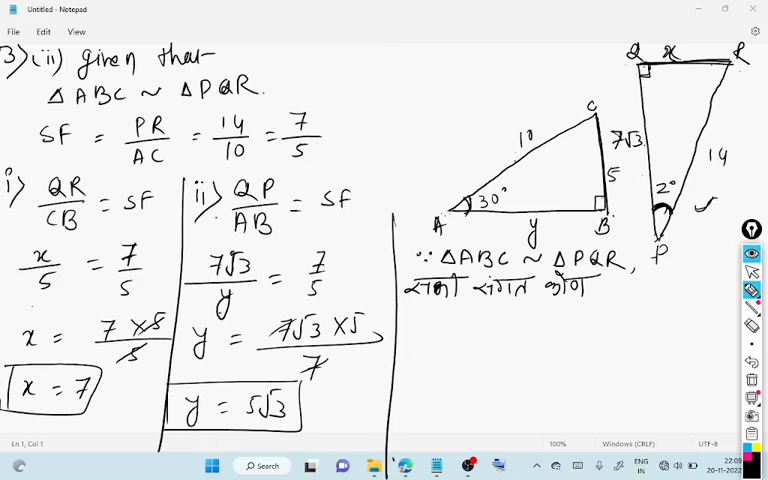 Untitled - Notepad
File Edit View
3) (ii) given that-
△ABC ~ △PQR.
SF = PR/AC = 14/10 = 7/5
i) QR/CB = SF
x/5 = 7/5
x = 7×5/5
x = 7
ii) QP/AB = SF
7√3/y = 7/5
y = 7√3×5/7
y = 5√3
Q x R
7√3
14
z°
P
C
10
5
30°
A y B
∵ △ABC ~ △PQR,
संगत कोण
Ln 1, Col 1 100% Windows (CRLF) UTF-8
Search
ENG
IN
20-11-2022